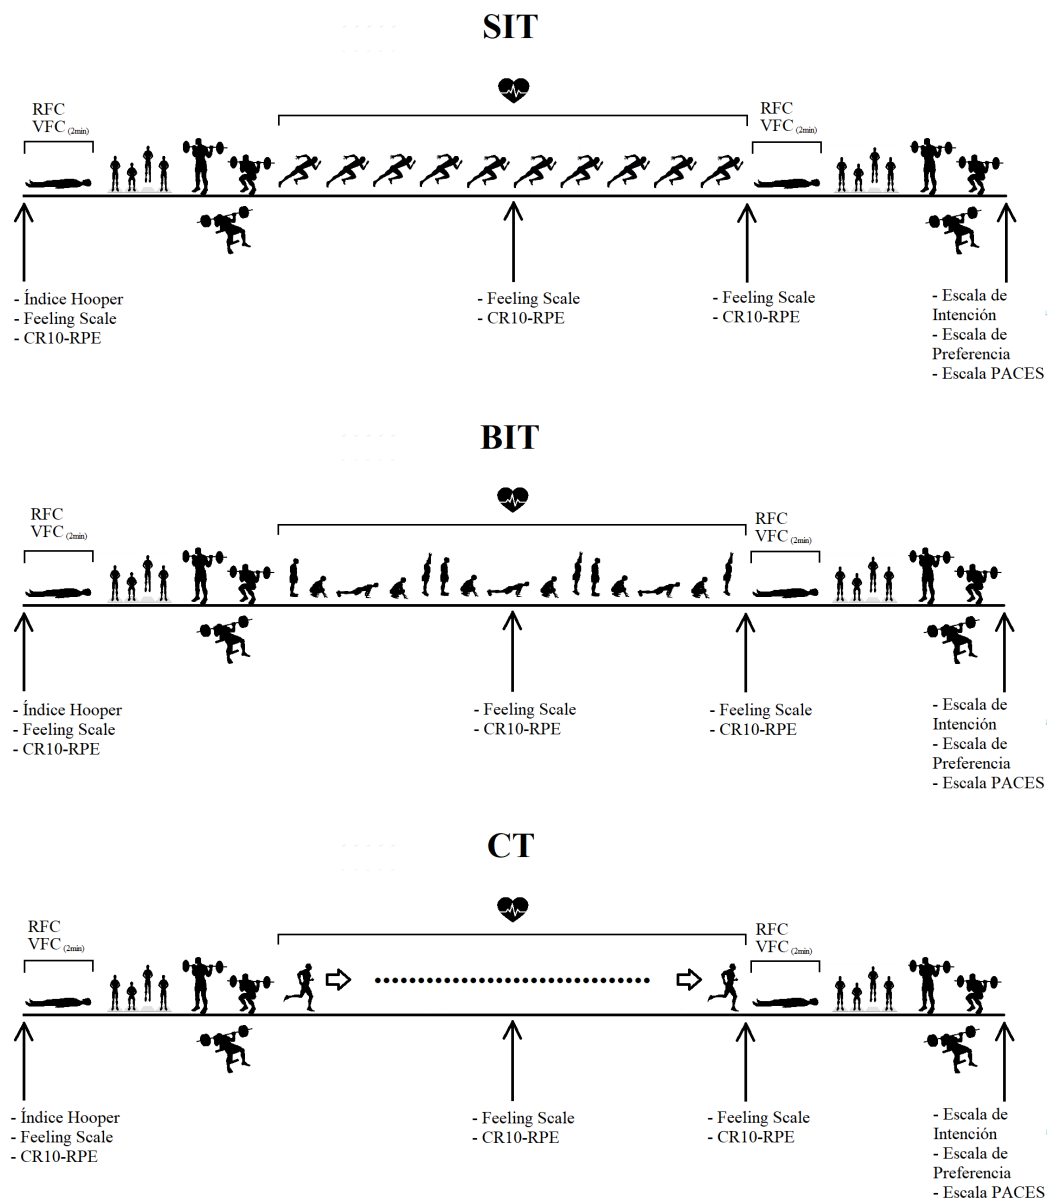 SIT
RFC
VFC (2min)
RFC
VFC (2min)
- Índice Hooper
- Feeling Scale
- CR10-RPE
- Feeling Scale
- CR10-RPE
- Feeling Scale
- CR10-RPE
- Escala de
Intención
- Escala de
Preferencia
- Escala PACES
BIT
RFC
VFC (2min)
RFC
VFC (2min)
- Índice Hooper
- Feeling Scale
- CR10-RPE
- Feeling Scale
- CR10-RPE
- Feeling Scale
- CR10-RPE
- Escala de
Intención
- Escala de
Preferencia
- Escala PACES
CT
RFC
VFC (2min)
RFC
VFC (2min)
- Índice Hooper
- Feeling Scale
- CR10-RPE
- Feeling Scale
- CR10-RPE
- Feeling Scale
- CR10-RPE
- Escala de
Intención
- Escala de
Preferencia
- Escala PACES